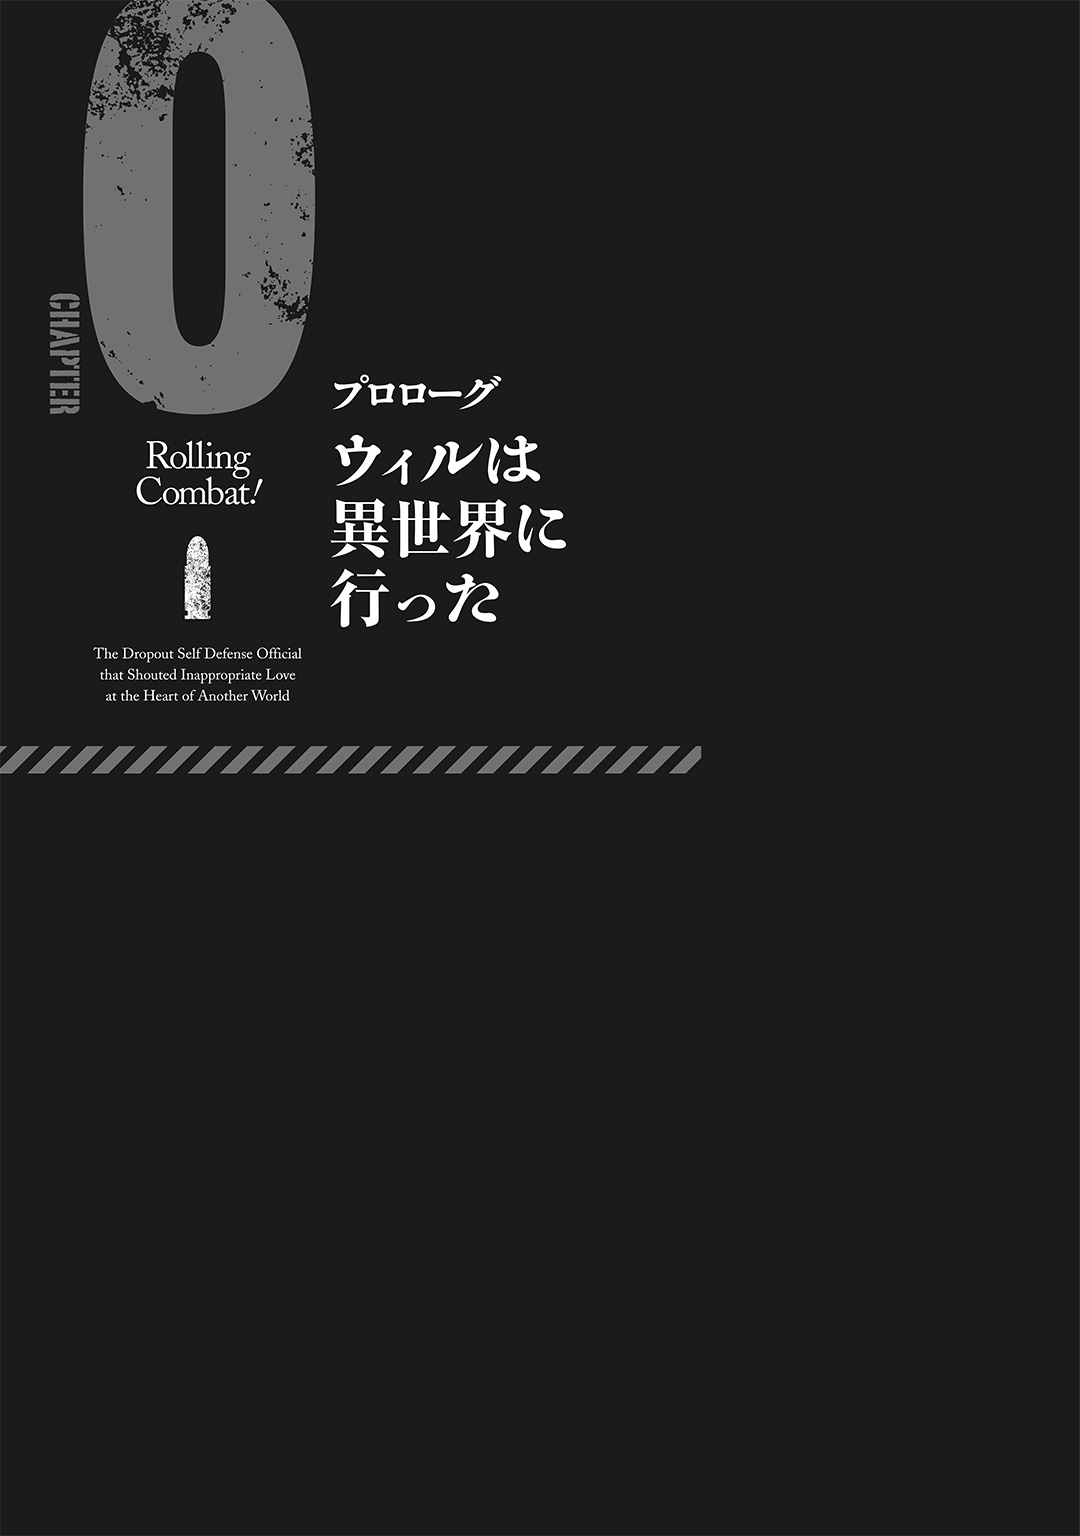 0
CHAPTER
Rolling
Combat!
The Dropout Self Defense Official
that Shouted Inappropriate Love
at the Heart of Another World
プロローグ
ウィルは
異世界に
行った